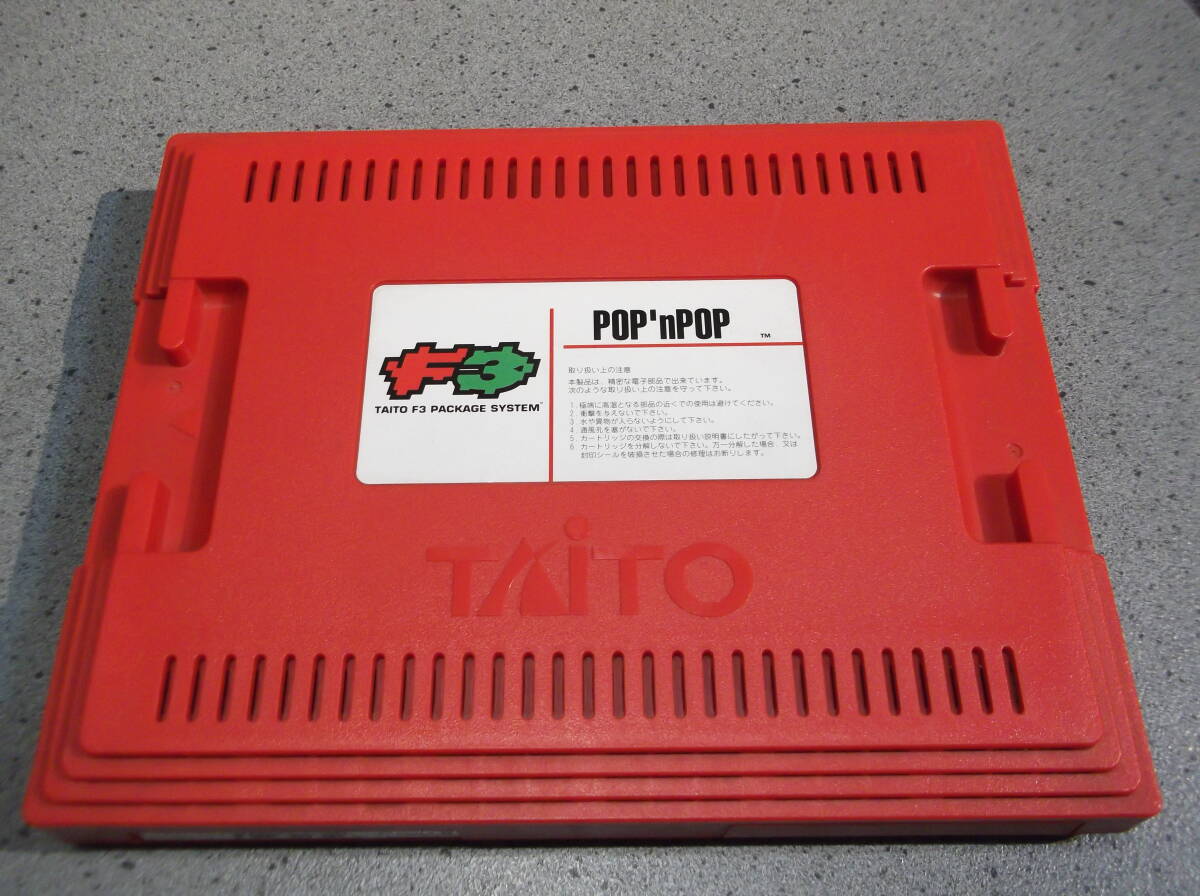 F3
TAITO F3 PACKAGE SYSTEM™
POP'nPOP ™
取り扱い上の注意
本製品は、精密な電子部品で出来ています。
次のような取り扱い上の注意を守って下さい。
1. 極端に高温となる部品の近くでの使用は避けてください。
2. 衝撃を与えないで下さい。
3. 水や異物が入らないようにして下さい。
4. 通風孔を塞がないで下さい。
5. カートリッジの交換の際は取り扱い説明書にしたがって下さい。
6. カートリッジを分解しないで下さい。万一分解した場合、又は
封印シールを破損させた場合の修理はお断りします。
TAiTO